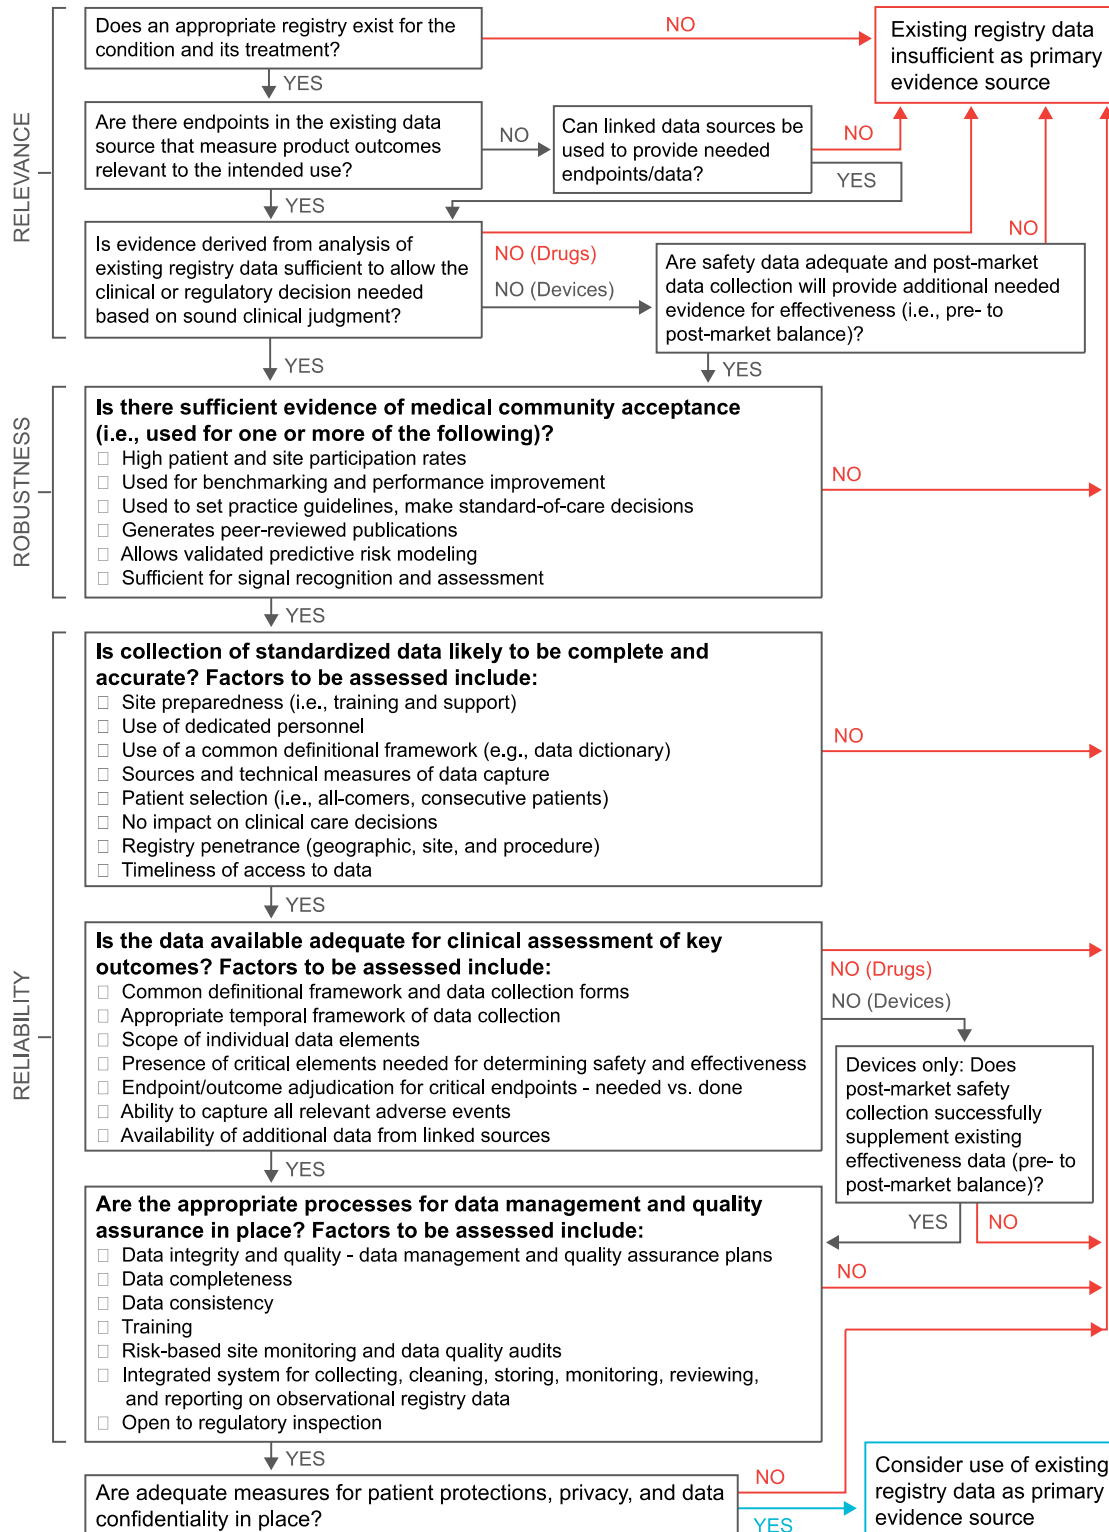 RELEVANCE
Does an appropriate registry exist for the
condition and its treatment?
NO
Existing registry data
insufficient as primary
evidence source
YES
Are there endpoints in the existing data
source that measure product outcomes
relevant to the intended use?
NO
Can linked data sources be
used to provide needed
endpoints/data?
NO
YES
YES
Is evidence derived from analysis of
existing registry data sufficient to allow the
clinical or regulatory decision needed
based on sound clinical judgment?
NO (Drugs)
NO (Devices)
NO
Are safety data adequate and post-market
data collection will provide additional needed
evidence for effectiveness (i.e., pre- to
post-market balance)?
YES
YES
ROBUSTNESS
Is there sufficient evidence of medical community acceptance
(i.e., used for one or more of the following)?
□ High patient and site participation rates
□ Used for benchmarking and performance improvement
□ Used to set practice guidelines, make standard-of-care decisions
□ Generates peer-reviewed publications
□ Allows validated predictive risk modeling
□ Sufficient for signal recognition and assessment
NO
YES
RELIABILITY
Is collection of standardized data likely to be complete and
accurate? Factors to be assessed include:
□ Site preparedness (i.e., training and support)
□ Use of dedicated personnel
□ Use of a common definitional framework (e.g., data dictionary)
□ Sources and technical measures of data capture
□ Patient selection (i.e., all-comers, consecutive patients)
□ No impact on clinical care decisions
□ Registry penetrance (geographic, site, and procedure)
□ Timeliness of access to data
NO
YES
Is the data available adequate for clinical assessment of key
outcomes? Factors to be assessed include:
□ Common definitional framework and data collection forms
□ Appropriate temporal framework of data collection
□ Scope of individual data elements
□ Presence of critical elements needed for determining safety and effectiveness
□ Endpoint/outcome adjudication for critical endpoints - needed vs. done
□ Ability to capture all relevant adverse events
□ Availability of additional data from linked sources
NO (Drugs)
NO (Devices)
Devices only: Does
post-market safety
collection successfully
supplement existing
effectiveness data (pre- to
post-market balance)?
YES
NO
YES
Are the appropriate processes for data management and quality
assurance in place? Factors to be assessed include:
□ Data integrity and quality - data management and quality assurance plans
□ Data completeness
□ Data consistency
□ Training
□ Risk-based site monitoring and data quality audits
□ Integrated system for collecting, cleaning, storing, monitoring, reviewing,
and reporting on observational registry data
□ Open to regulatory inspection
NO
YES
Are adequate measures for patient protections, privacy, and data
confidentiality in place?
NO
YES
Consider use of existing
registry data as primary
evidence source